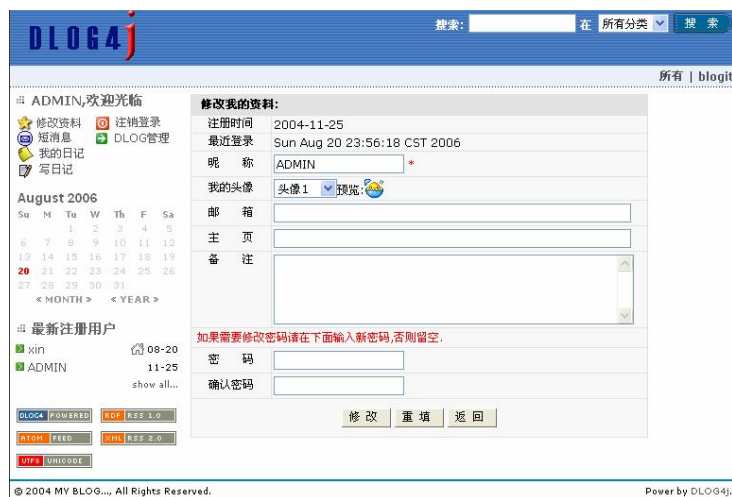 DLOG4j
搜索: 在 所有分类 搜 索
所有 | blogit
ADMIN,欢迎光临
修改资料 注销登录
短消息 DLOG管理
我的日记
写日记
August 2006
Su M Tu W Th F Sa
1 2 3 4 5
6 7 8 9 10 11 12
13 14 15 16 17 18 19
20 21 22 23 24 25 26
27 28 29 30 31
« MONTH » « YEAR »
最新注册用户
xin 08-20
ADMIN 11-25
show all...
DLOG4 POWERED RDF RSS 1.0
ATOM FEED XML RSS 2.0
UTF8 UNICODE
修改我的资料:
注册时间 2004-11-25
最近登录 Sun Aug 20 23:56:18 CST 2006
昵 称 ADMIN *
我的头像 头像1 预览:
邮 箱
主 页
备 注
如果需要修改密码请在下面输入新密码,否则留空.
密 码
确认密码
修 改 重 填 返 回
© 2004 MY BLOG..., All Rights Reserved. Power by DLOG4j.